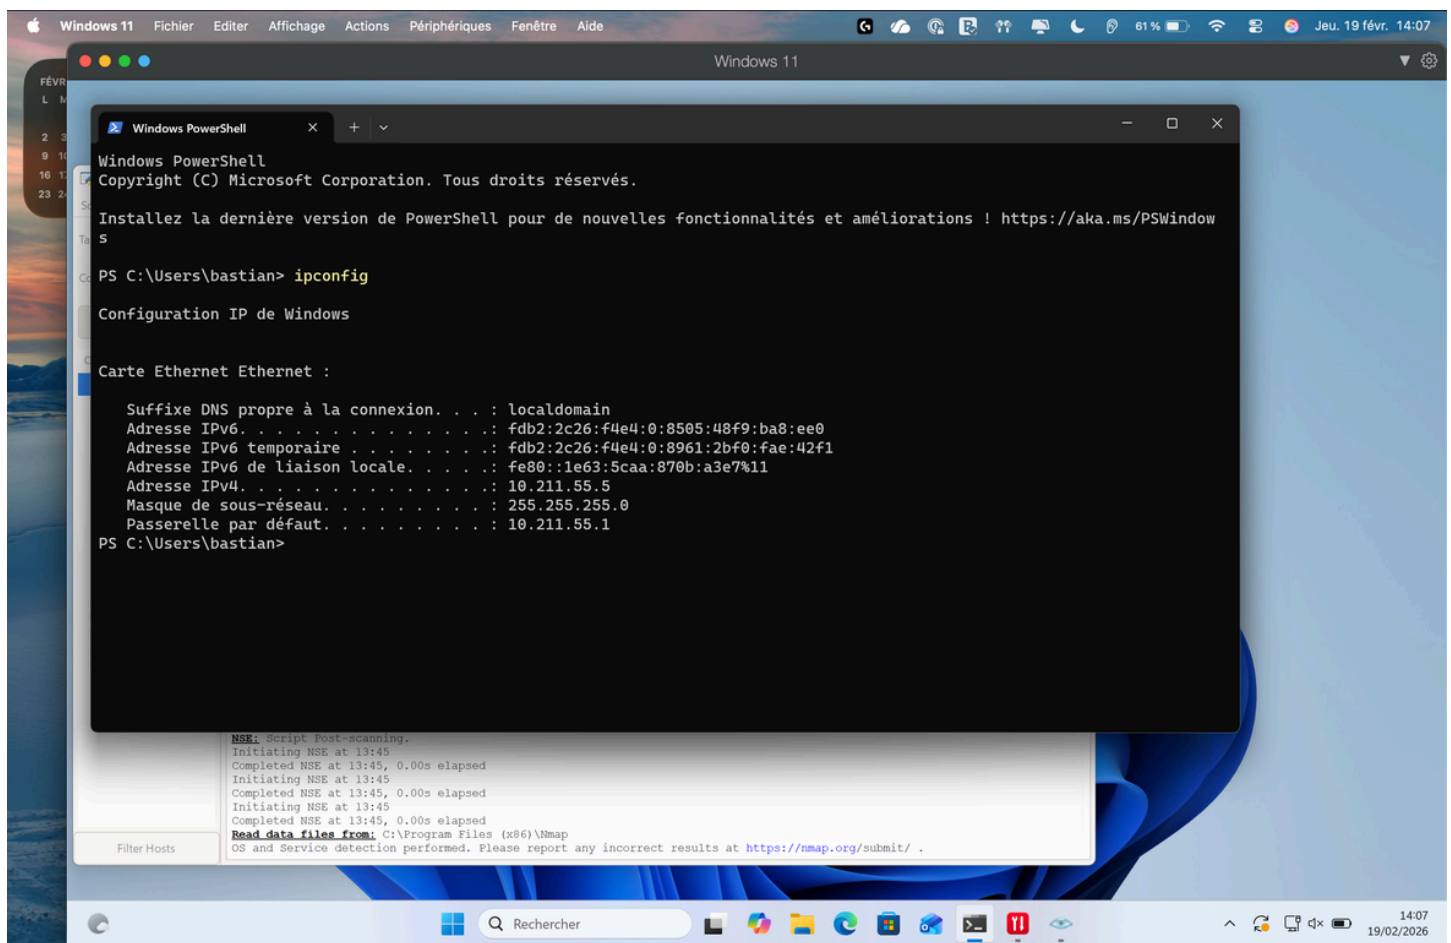 Windows 11 Fichier Editer Affichage Actions Périphériques Fenêtre Aide 61 % Jeu. 19 févr. 14:07
Windows 11
FÉVR
L M
2 3
9 10
16 17
23 24
Windows PowerShell
Windows PowerShell
Copyright (C) Microsoft Corporation. Tous droits réservés.
Installez la dernière version de PowerShell pour de nouvelles fonctionnalités et améliorations ! https://aka.ms/PSWindow
s
PS C:\Users\bastian> ipconfig
Configuration IP de Windows
Carte Ethernet Ethernet :
Suffixe DNS propre à la connexion. . . : localdomain
Adresse IPv6. . . . . . . . . . . . . .: fdb2:2c26:f4e4:0:8505:48f9:ba8:ee0
Adresse IPv6 temporaire . . . . . . . .: fdb2:2c26:f4e4:0:8961:2bf0:fae:42f1
Adresse IPv6 de liaison locale. . . . .: fe80::1e63:5caa:870b:a3e7%11
Adresse IPv4. . . . . . . . . . . . . .: 10.211.55.5
Masque de sous-réseau. . . . . . . . . : 255.255.255.0
Passerelle par défaut. . . . . . . . . : 10.211.55.1
PS C:\Users\bastian>
NSE: Script Post-scanning.
Initiating NSE at 13:45
Completed NSE at 13:45, 0.00s elapsed
Initiating NSE at 13:45
Completed NSE at 13:45, 0.00s elapsed
Initiating NSE at 13:45
Completed NSE at 13:45, 0.00s elapsed
Read data files from: C:\Program Files (x86)\Nmap
OS and Service detection performed. Please report any incorrect results at https://nmap.org/submit/ .
Filter Hosts
Rechercher
14:07
19/02/2026